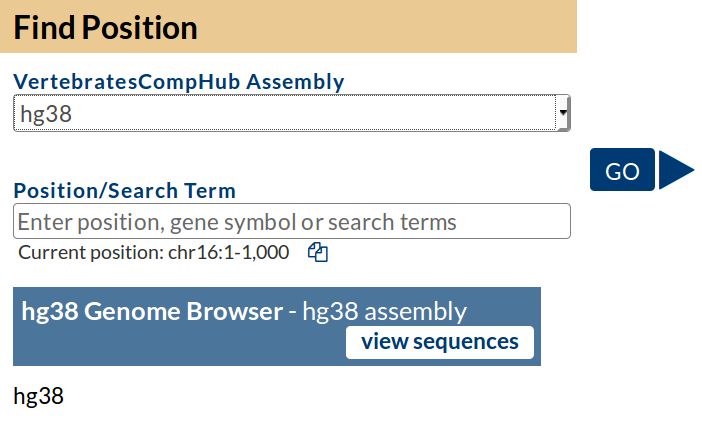 Find Position
VertebratesCompHub Assembly
hg38
GO
Position/Search Term
Enter position, gene symbol or search terms
Current position: chr16:1-1,000
hg38 Genome Browser - hg38 assembly
view sequences
hg38